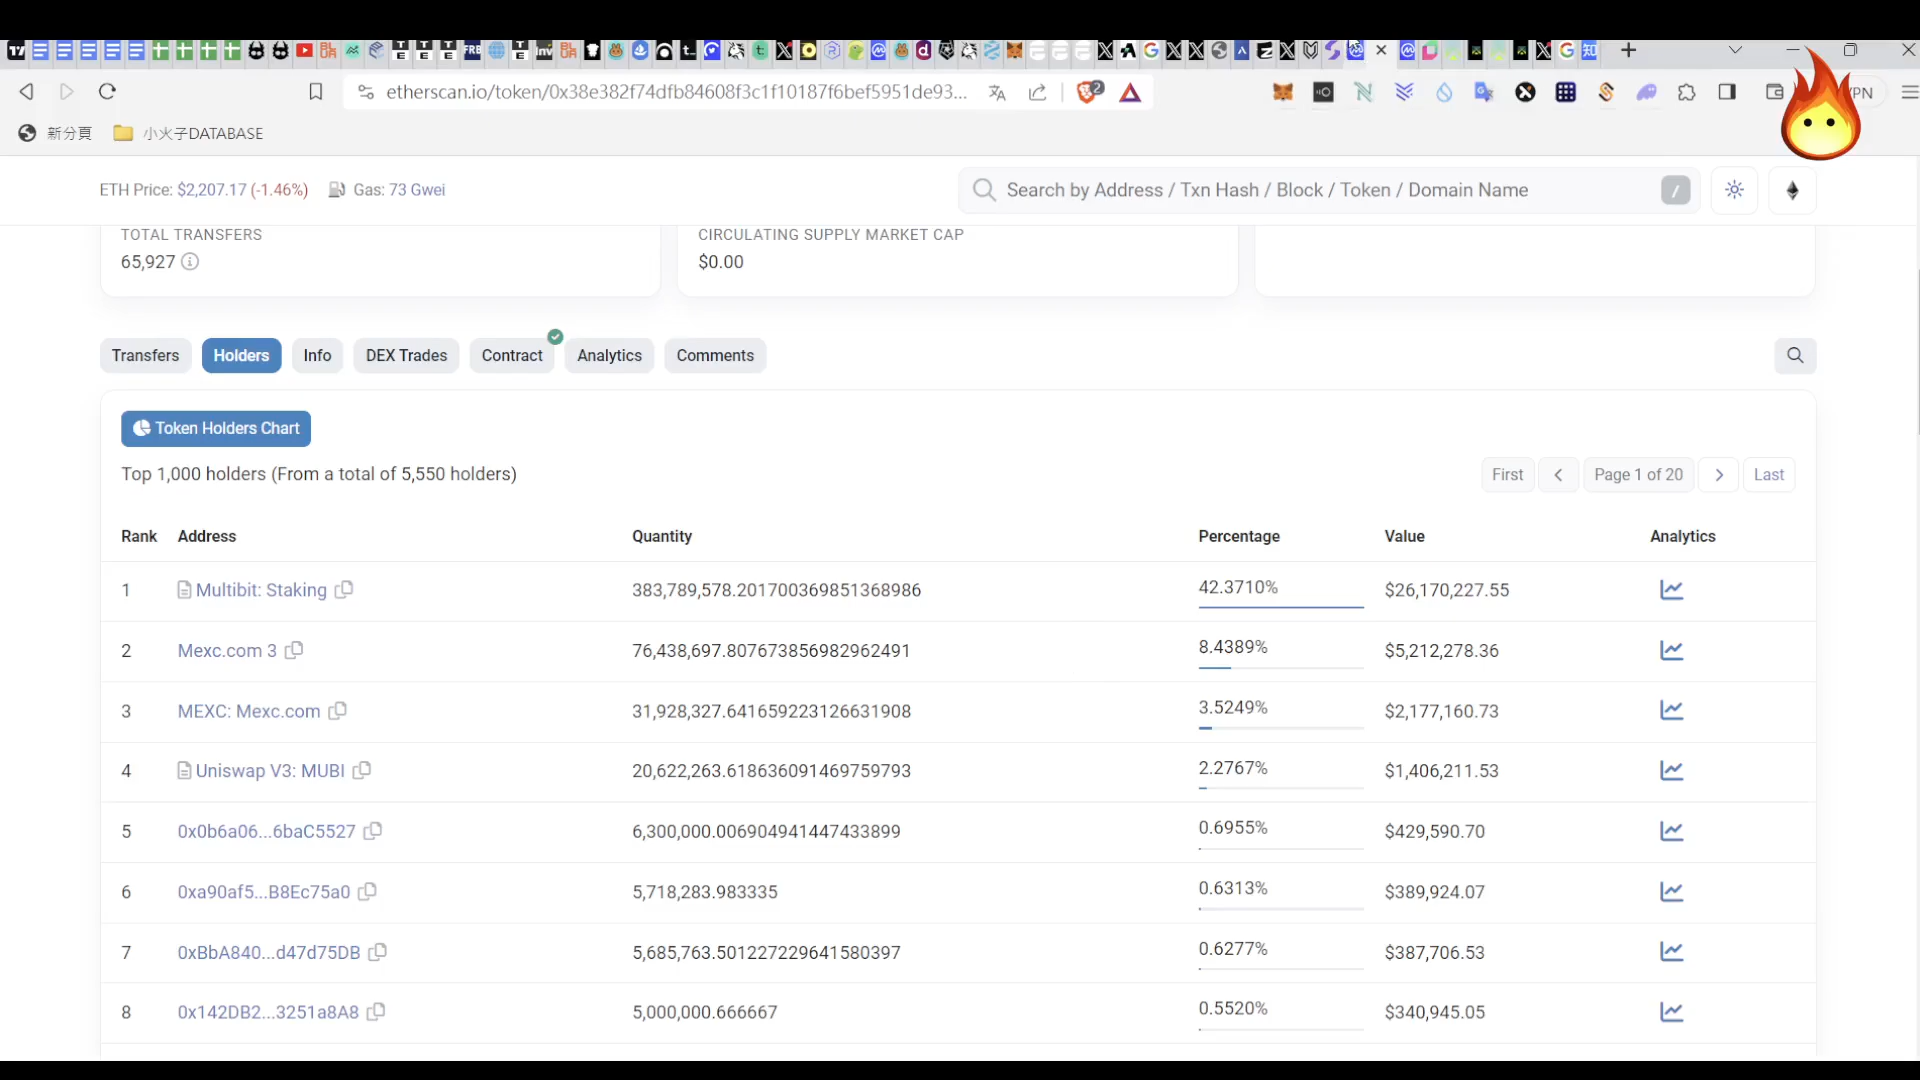 etherscan.io/token/0x38e382f74dfb84608f3c1f10187f6bef5951de93...
2
VPN
新分頁
小火子DATABASE
ETH Price: $2,207.17 (-1.46%)
Gas: 73 Gwei
Search by Address / Txn Hash / Block / Token / Domain Name
/
TOTAL TRANSFERS
65,927
CIRCULATING SUPPLY MARKET CAP
$0.00
Transfers
Holders
Info
DEX Trades
Contract
Analytics
Comments
Token Holders Chart
Top 1,000 holders (From a total of 5,550 holders)
First
Page 1 of 20
Last
Rank Address Quantity Percentage Value Analytics
1 Multibit: Staking 383,789,578.201700369851368986 42.3710% $26,170,227.55
2 Mexc.com 3 76,438,697.807673856982962491 8.4389% $5,212,278.36
3 MEXC: Mexc.com 31,928,327.641659223126631908 3.5249% $2,177,160.73
4 Uniswap V3: MUBI 20,622,263.618636091469759793 2.2767% $1,406,211.53
5 0x0b6a06...6baC5527 6,300,000.006904941447433899 0.6955% $429,590.70
6 0xa90af5...B8Ec75a0 5,718,283.983335 0.6313% $389,924.07
7 0xBbA840...d47d75DB 5,685,763.501227229641580397 0.6277% $387,706.53
8 0x142DB2...3251a8A8 5,000,000.666667 0.5520% $340,945.05